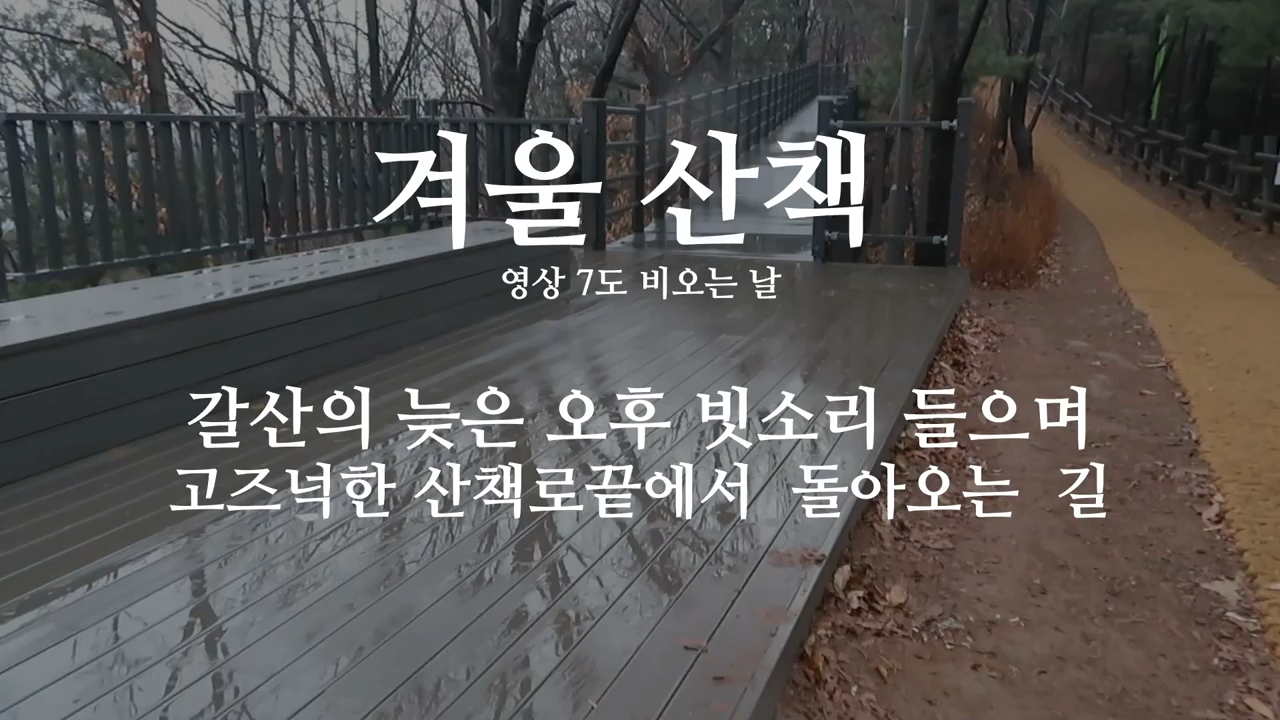 겨울 산책
영상 7도 비오는 날
갈산의 늦은 오후 빗소리 들으며
고즈넉한 산책로끝에서 돌아오는 길